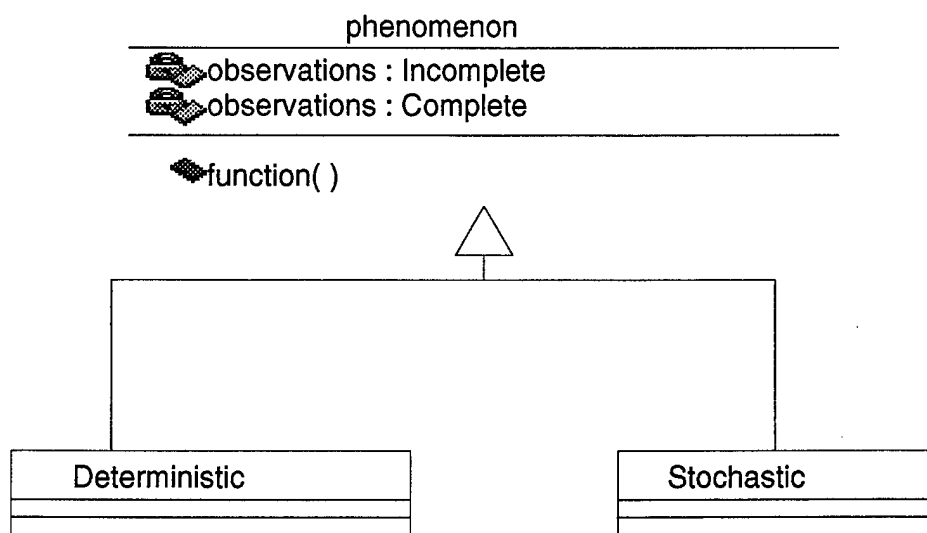 phenomenon
observations : Incomplete
observations : Complete
function( )
Deterministic
Stochastic